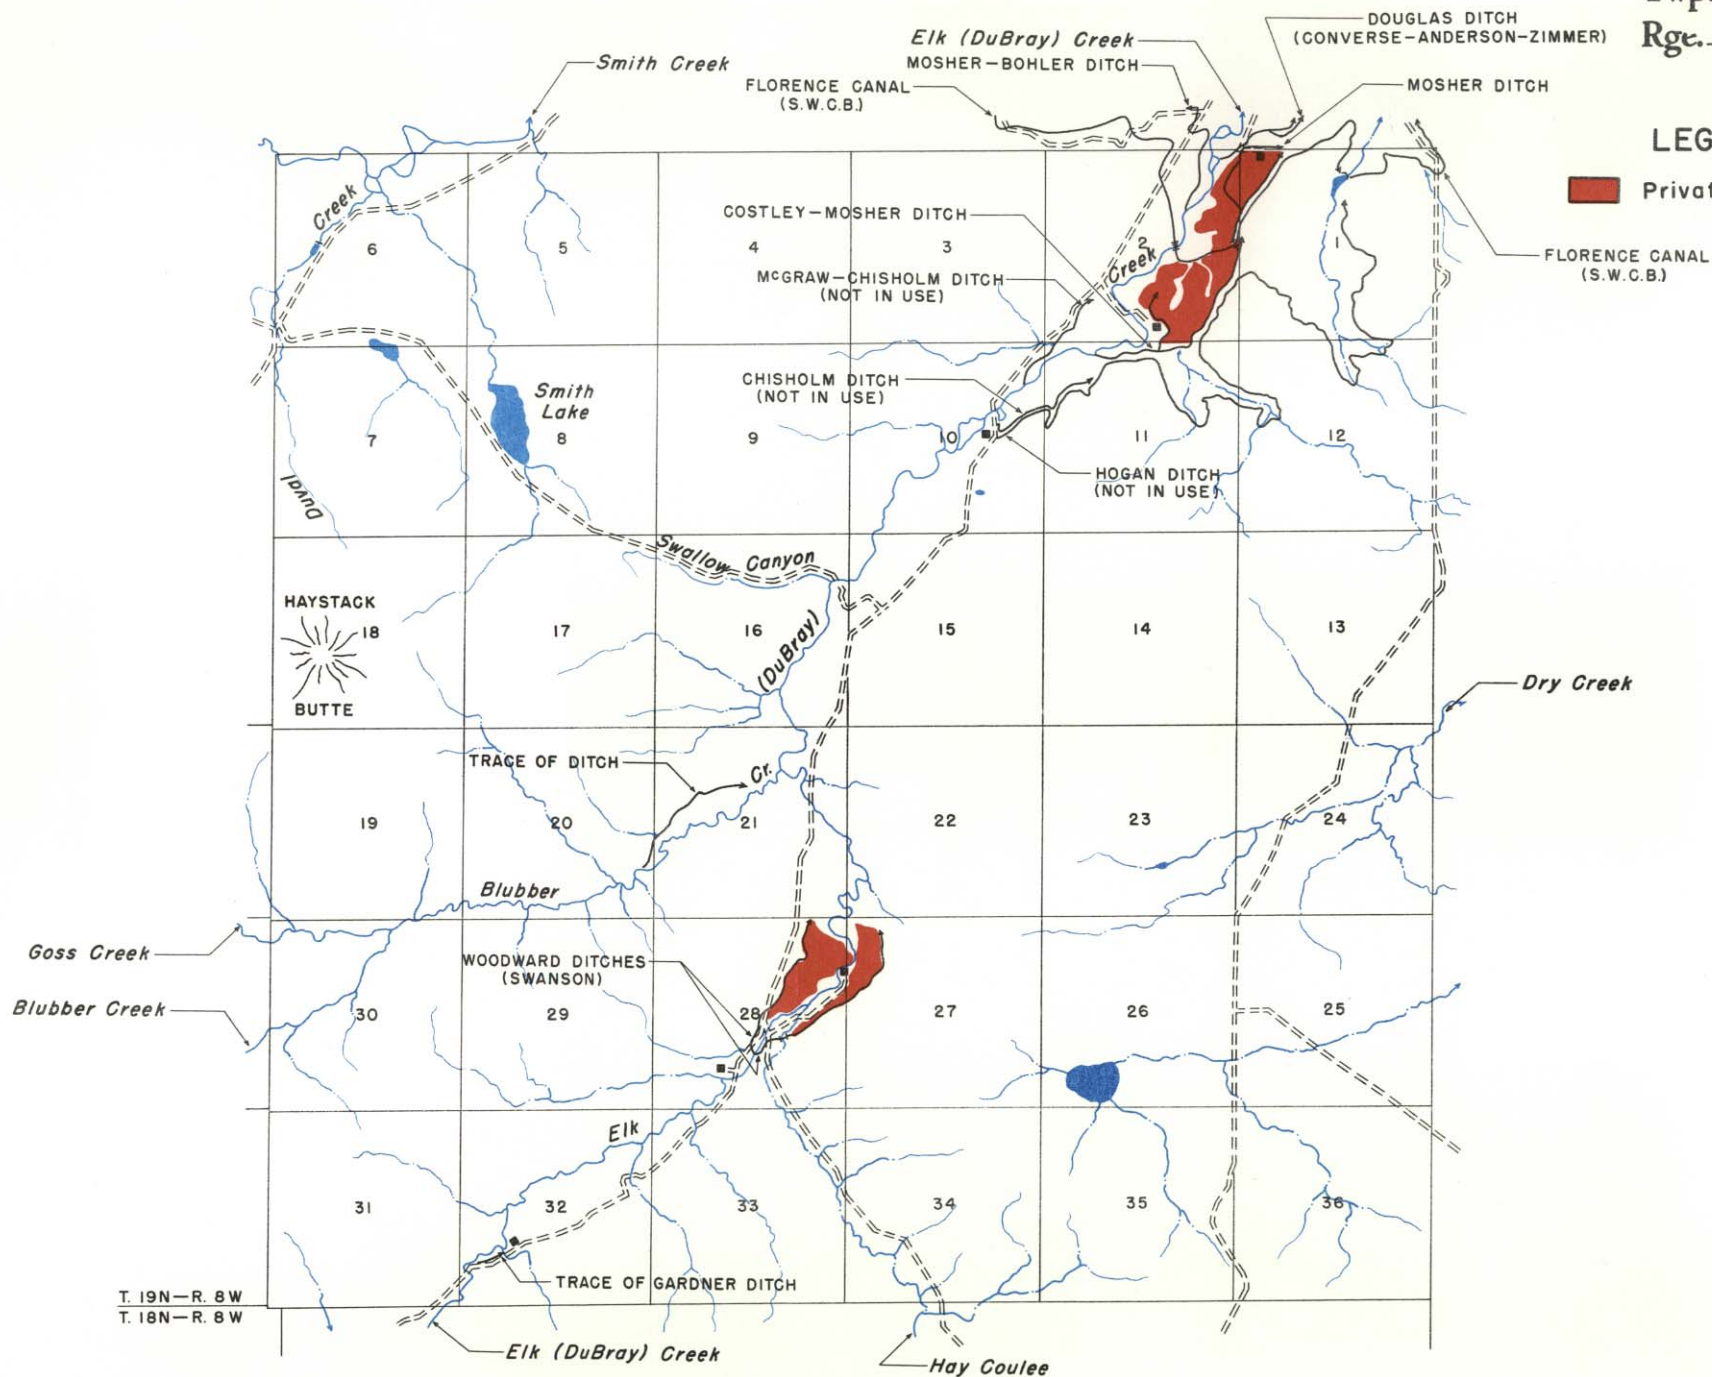 DOUGLAS DITCH
(CONVERSE-ANDERSON-ZIMMER)
Rge.
Elk (DuBray) Creek
MOSHER-BOHLER DITCH
Smith Creek
FLORENCE CANAL
(S.W.C.B.)
MOSHER DITCH
LEG
Privat
Creek
COSTLEY-MOSHER DITCH
6
5
4
3
2
1
Creek
FLORENCE CANAL
(S.W.C.B.)
McGRAW-CHISHOLM DITCH
(NOT IN USE)
CHISHOLM DITCH
(NOT IN USE)
Smith
Lake
7
8
9
10
11
12
HOGAN DITCH
(NOT IN USE)
Duval
Swallow Canyon
HAYSTACK
18
17
16
15
14
13
(DuBray)
BUTTE
Dry Creek
TRACE OF DITCH
Cr.
19
20
21
22
23
24
Blubber
Goss Creek
WOODWARD DITCHES
(SWANSON)
Blubber Creek
30
29
28
27
26
25
Elk
31
32
33
34
35
36
TRACE OF GARDNER DITCH
T. 19N-R. 8W
T. 18N-R. 8W
Elk (DuBray) Creek
Hay Coulee